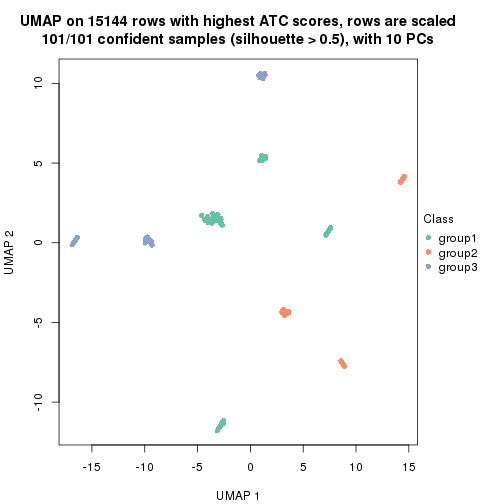 UMAP on 15144 rows with highest ATC scores, rows are scaled
101/101 confident samples (silhouette > 0.5), with 10 PCs
10
5
0
-5
-10
UMAP 2
Class
group1
group2
group3
-15
-10
-5
0
5
10
15
UMAP 1